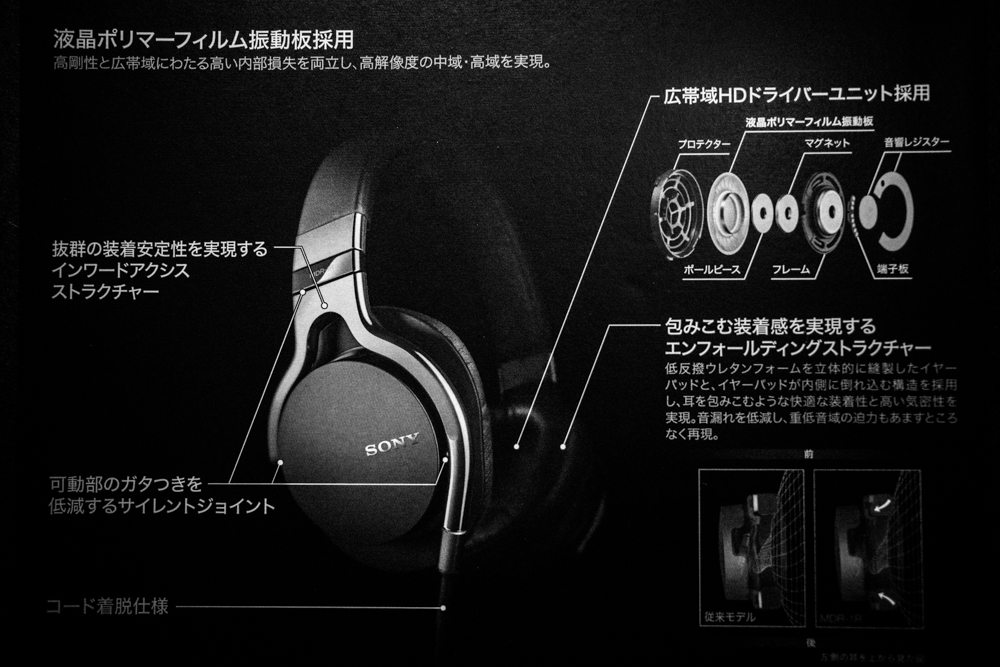 液晶ポリマーフィルム振動板採用
高剛性と広帯域にわたる高い内部損失を両立し、高解像度の中域・高域を実現。
広帯域HDドライバーユニット採用
液晶ポリマーフィルム振動板
プロテクター
マグネット
音響レジスター
ポールピース
フレーム
端子板
抜群の装着安定性を実現する
インワードアクシス
ストラクチャー
包みこむ装着感を実現する
エンフォールディングストラクチャー
低反撥ウレタンフォームを立体的に縫製したイヤー
パッドと、イヤーパッドが内側に倒れ込む構造を採用
し、耳を包みこむような快適な装着性と高い気密性を
実現。音漏れを低減し、重低音域の迫力もあますところ
なく再現。
SONY
可動部のガタつきを
低減するサイレントジョイント
コード着脱仕様
前
従来モデル
MDR-1R
後